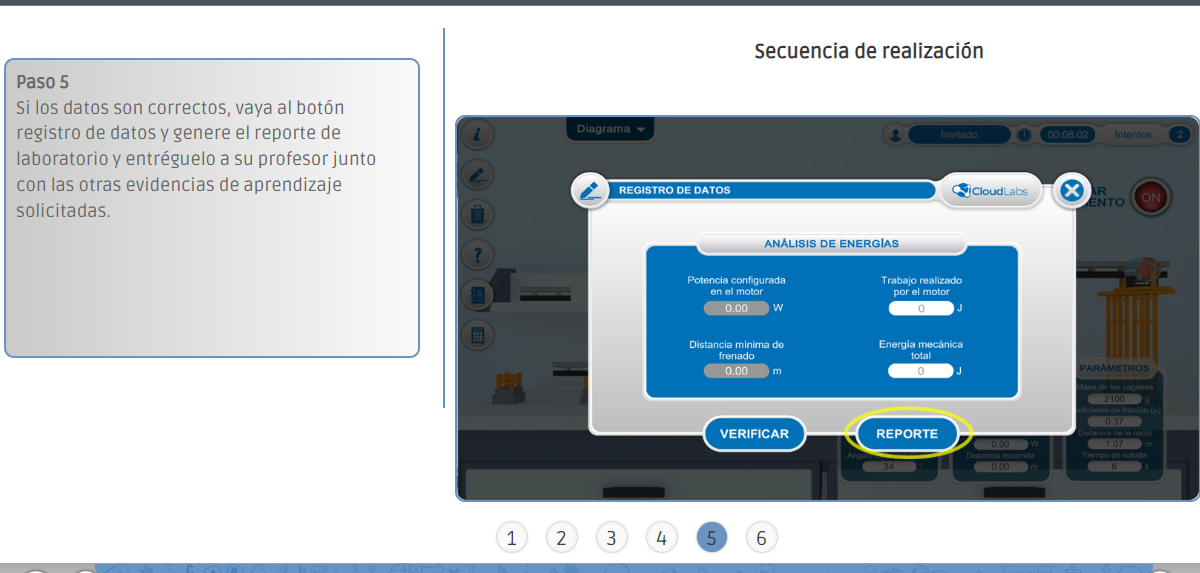 Secuencia de realización
Paso 5
Si los datos son correctos, vaya al botón
registro de datos y genere el reporte de
laboratorio y entréguelo a su profesor junto
con las otras evidencias de aprendizaje
solicitadas.
Diagrama
Invitado
00:08:02
Intentos
2
REGISTRO DE DATOS
CloudLabs
AR
ENTO
ON
ANÁLISIS DE ENERGÍAS
Potencia configurada
en el motor
0.00 W
Trabajo realizado
por el motor
0 J
Distancia mínima de
frenado
0.00 m
Energía mecánica
total
0 J
VERIFICAR
REPORTE
PARÁMETROS
Masa de los vagones
2100 g
eficiente de fricción (µ)
0.37
Distancia de la recta
1.07 m
Tiempo de subida
6 s
34 °
0.00 W
Distancia recorrida
0.00 m
1 2 3 4 5 6